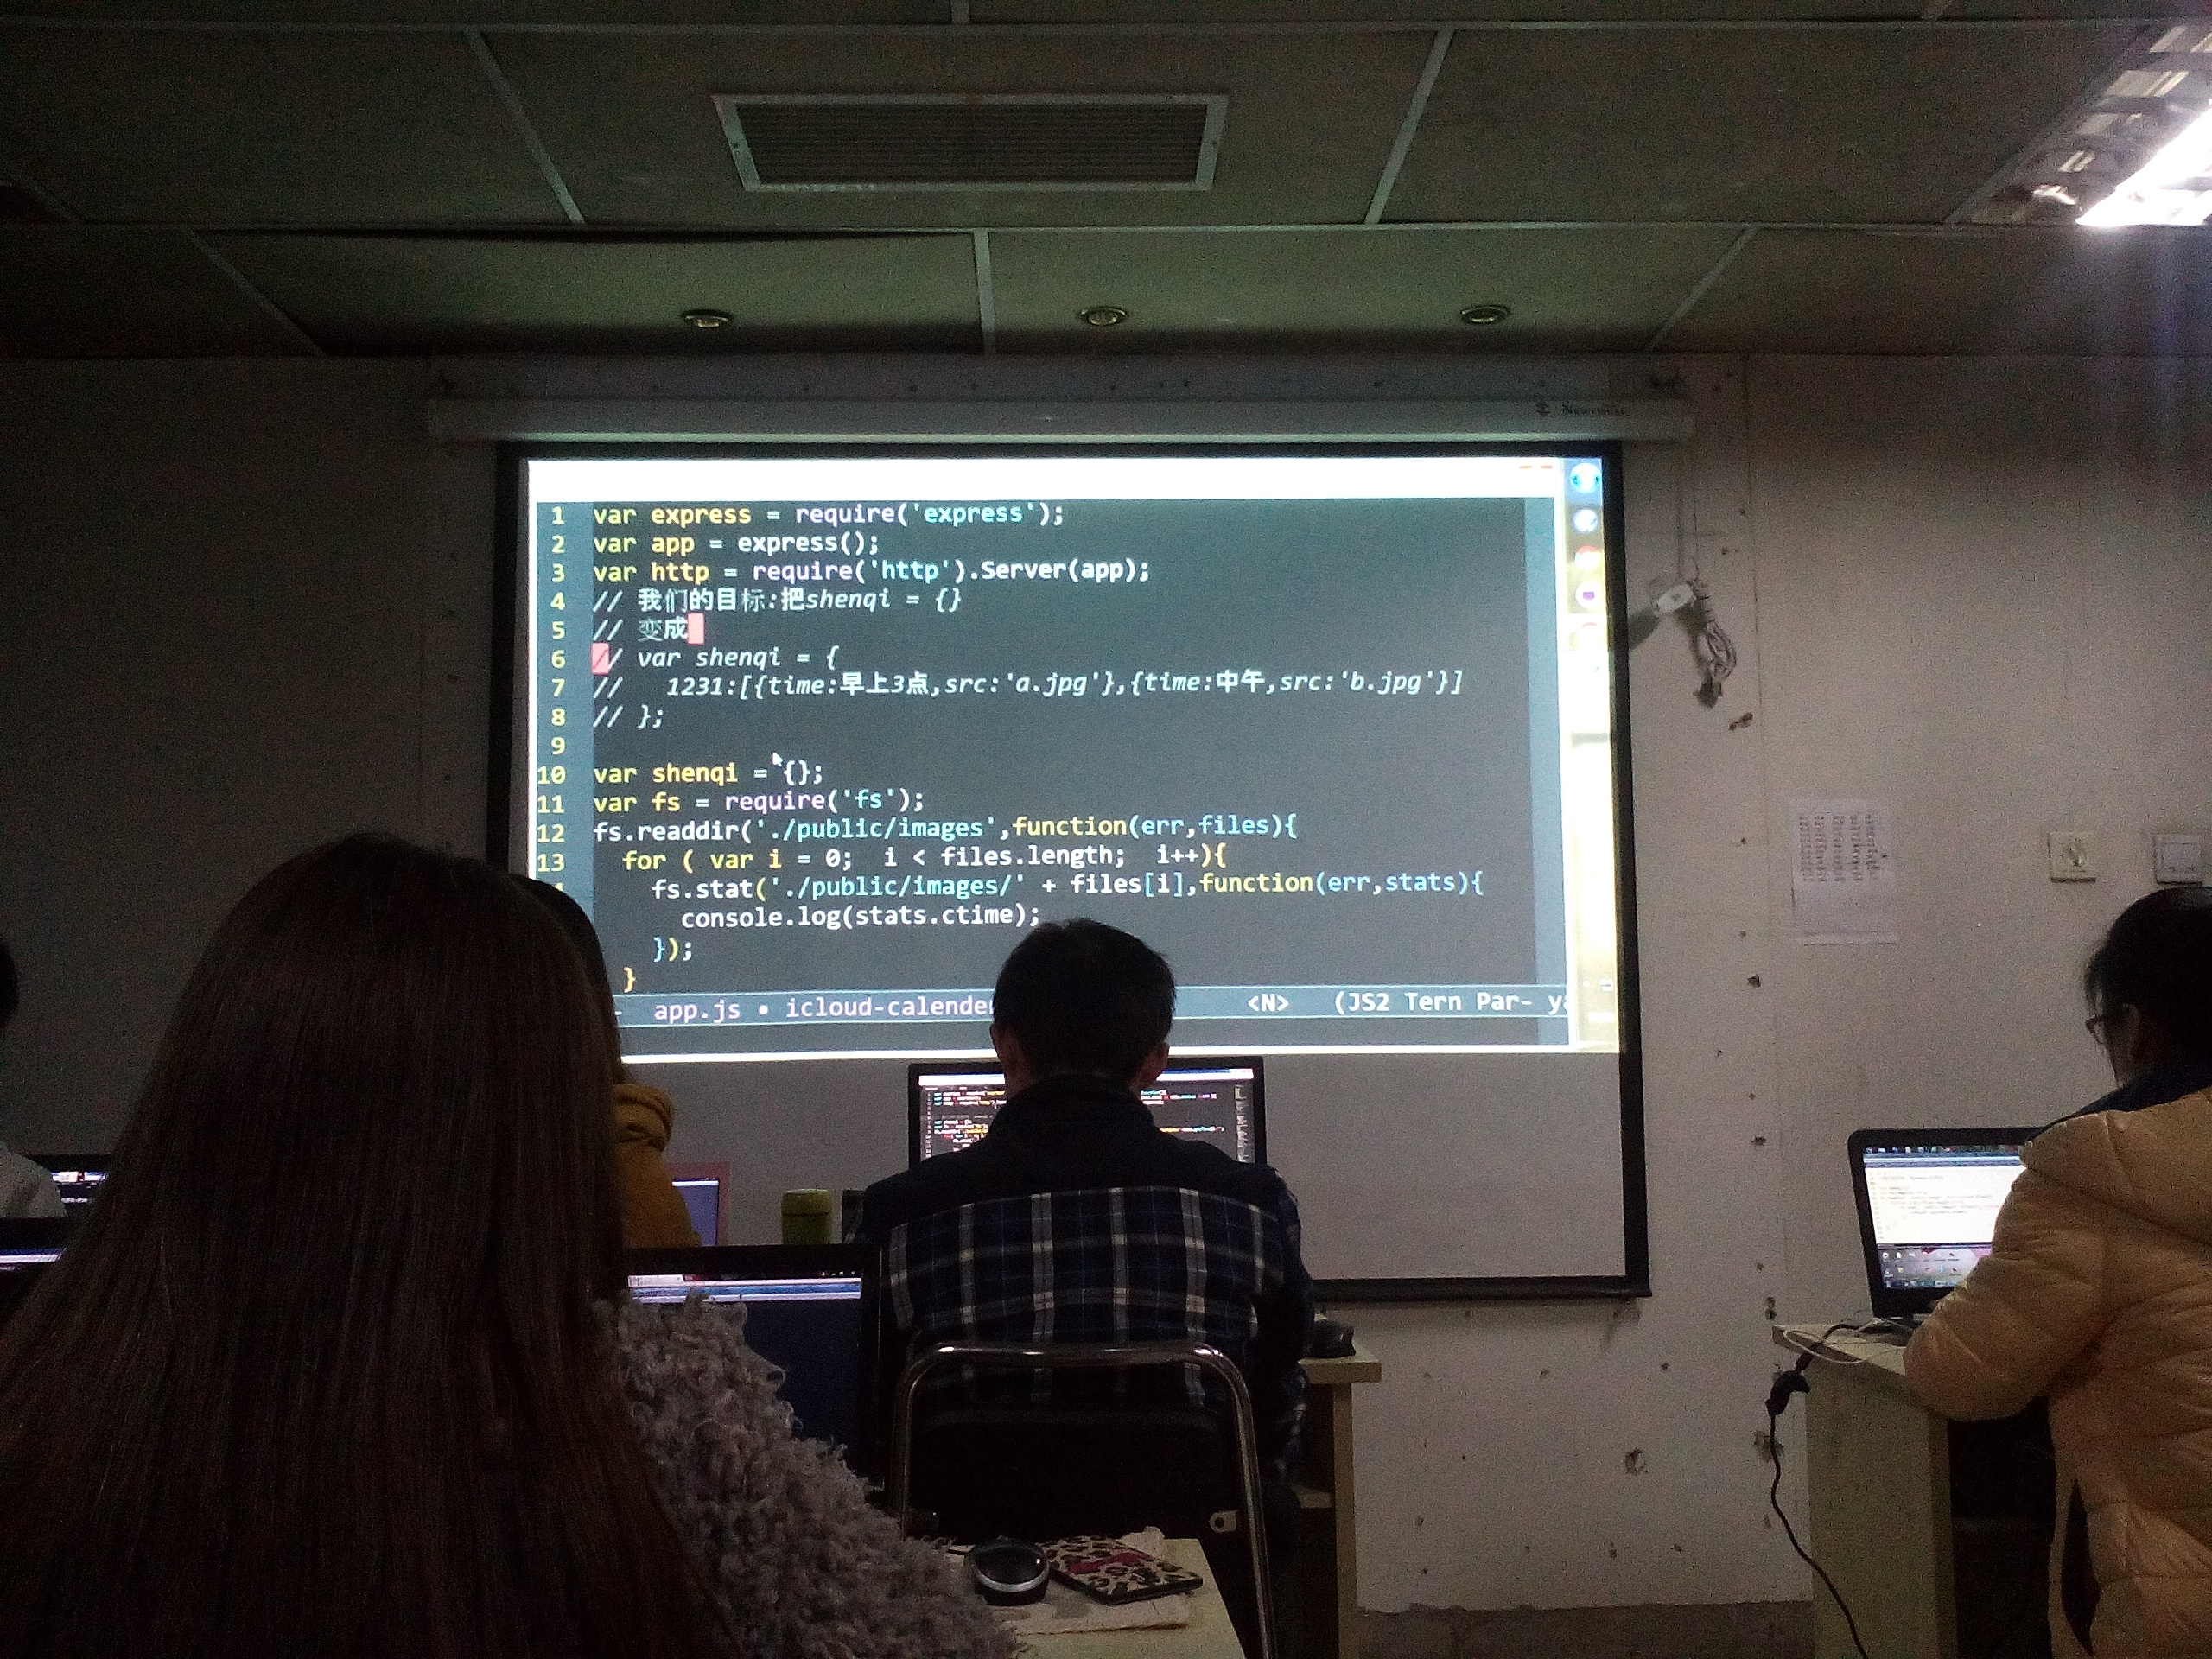 1 var express = require('express');
2 var app = express();
3 var http = require('http').Server(app);
4 // 我们的目标:把shenqi = {}
5 // 变成
6 // var shenqi = {
7 //   1231:[{time:早上3点,src:'a.jpg'},{time:中午,src:'b.jpg'}]
8 // };
9
10 var shenqi = {};
11 var fs = require('fs');
12 fs.readdir('./public/images',function(err,files){
13   for ( var i = 0;  i < files.length;  i++){
    fs.stat('./public/images/' + files[i],function(err,stats){
      console.log(stats.ctime);
    });
  }
app.js • icloud-calender <N> (JS2 Tern Par-